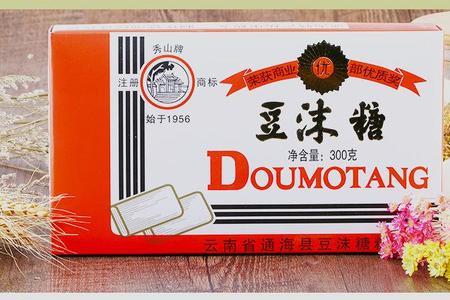 秀山牌
注册 商标
始于1956
荣获商业 优 部优质奖
豆沫糖
净含量：300克
DOUMOTANG
云南省通海县豆沫糖